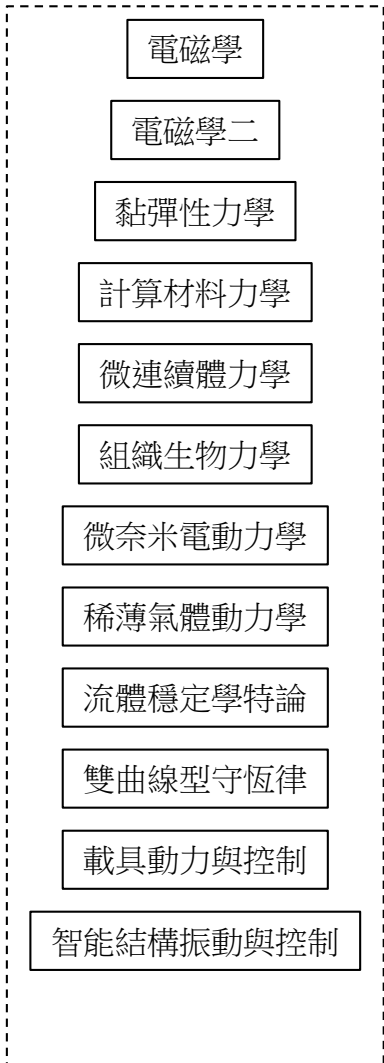 電磁學
電磁學二
黏彈性力學
計算材料力學
微連續體力學
組織生物力學
微奈米電動力學
稀薄氣體動力學
流體穩定學特論
雙曲線型守恆律
載具動力與控制
智能結構振動與控制